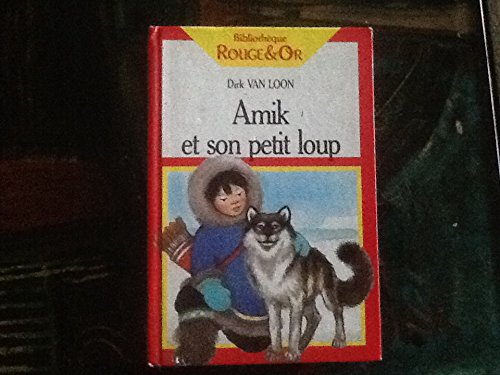 Bibliothèque
ROUGE&OR
Dirk VAN LOON
Amik
et son petit loup